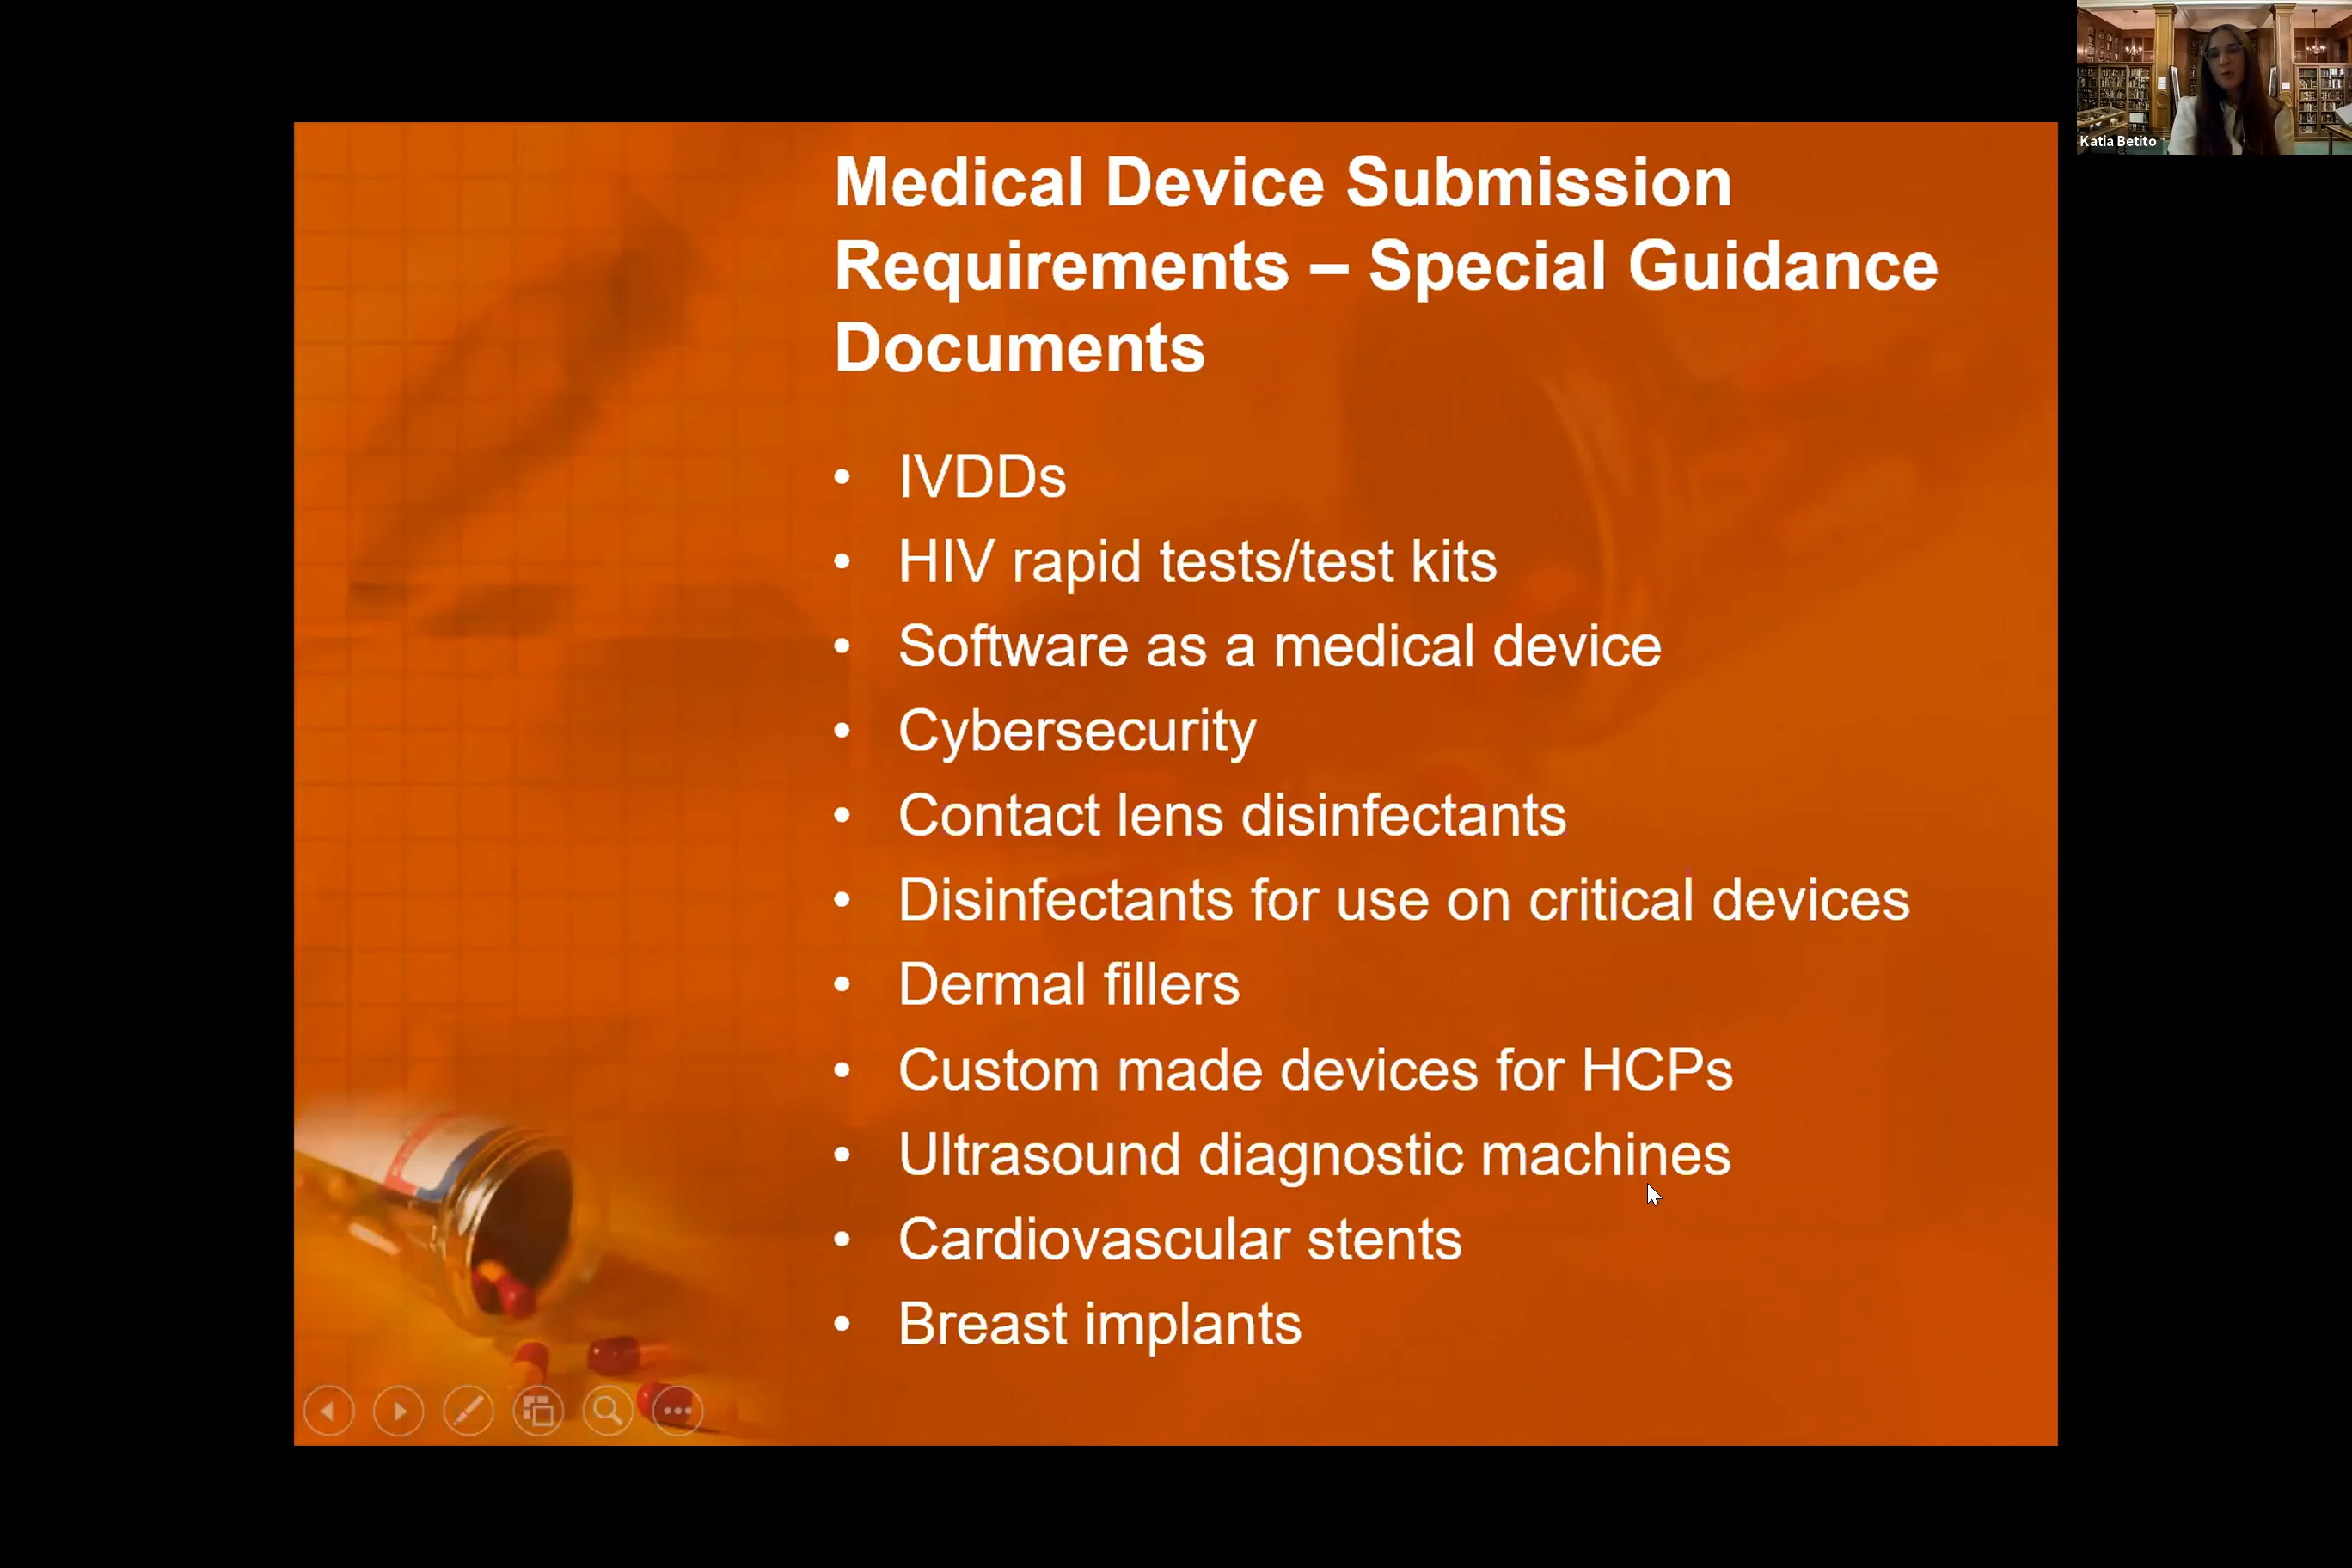 Katia Betito
Medical Device Submission
Requirements – Special Guidance
Documents
• IVDDs
• HIV rapid tests/test kits
• Software as a medical device
• Cybersecurity
• Contact lens disinfectants
• Disinfectants for use on critical devices
• Dermal fillers
• Custom made devices for HCPs
• Ultrasound diagnostic machines
• Cardiovascular stents
• Breast implants